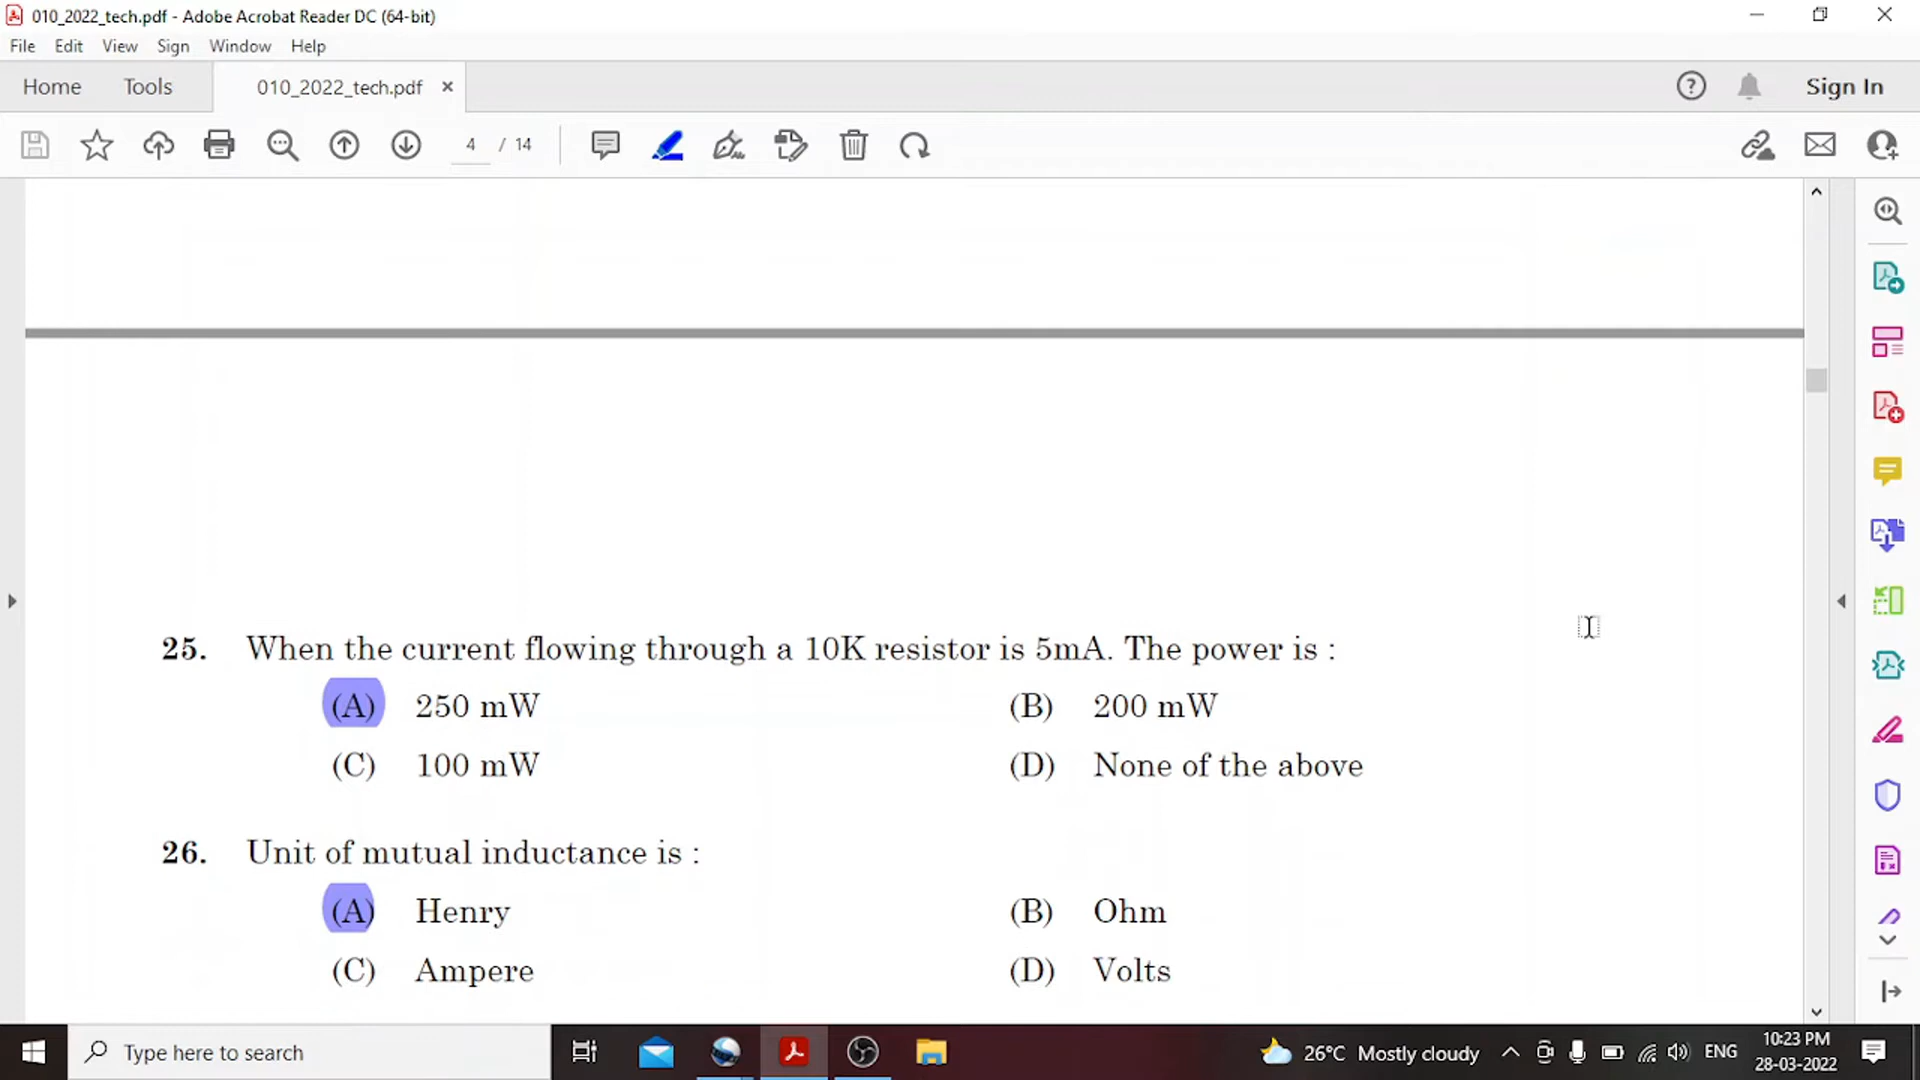 010_2022_tech.pdf - Adobe Acrobat Reader DC (64-bit)
File Edit View Sign Window Help
Home Tools 010_2022_tech.pdf × Sign In
4 / 14
25. When the current flowing through a 10K resistor is 5mA. The power is :
(A) 250 mW (B) 200 mW
(C) 100 mW (D) None of the above
26. Unit of mutual inductance is :
(A) Henry (B) Ohm
(C) Ampere (D) Volts
Type here to search 26°C Mostly cloudy ENG 10:23 PM
28-03-2022